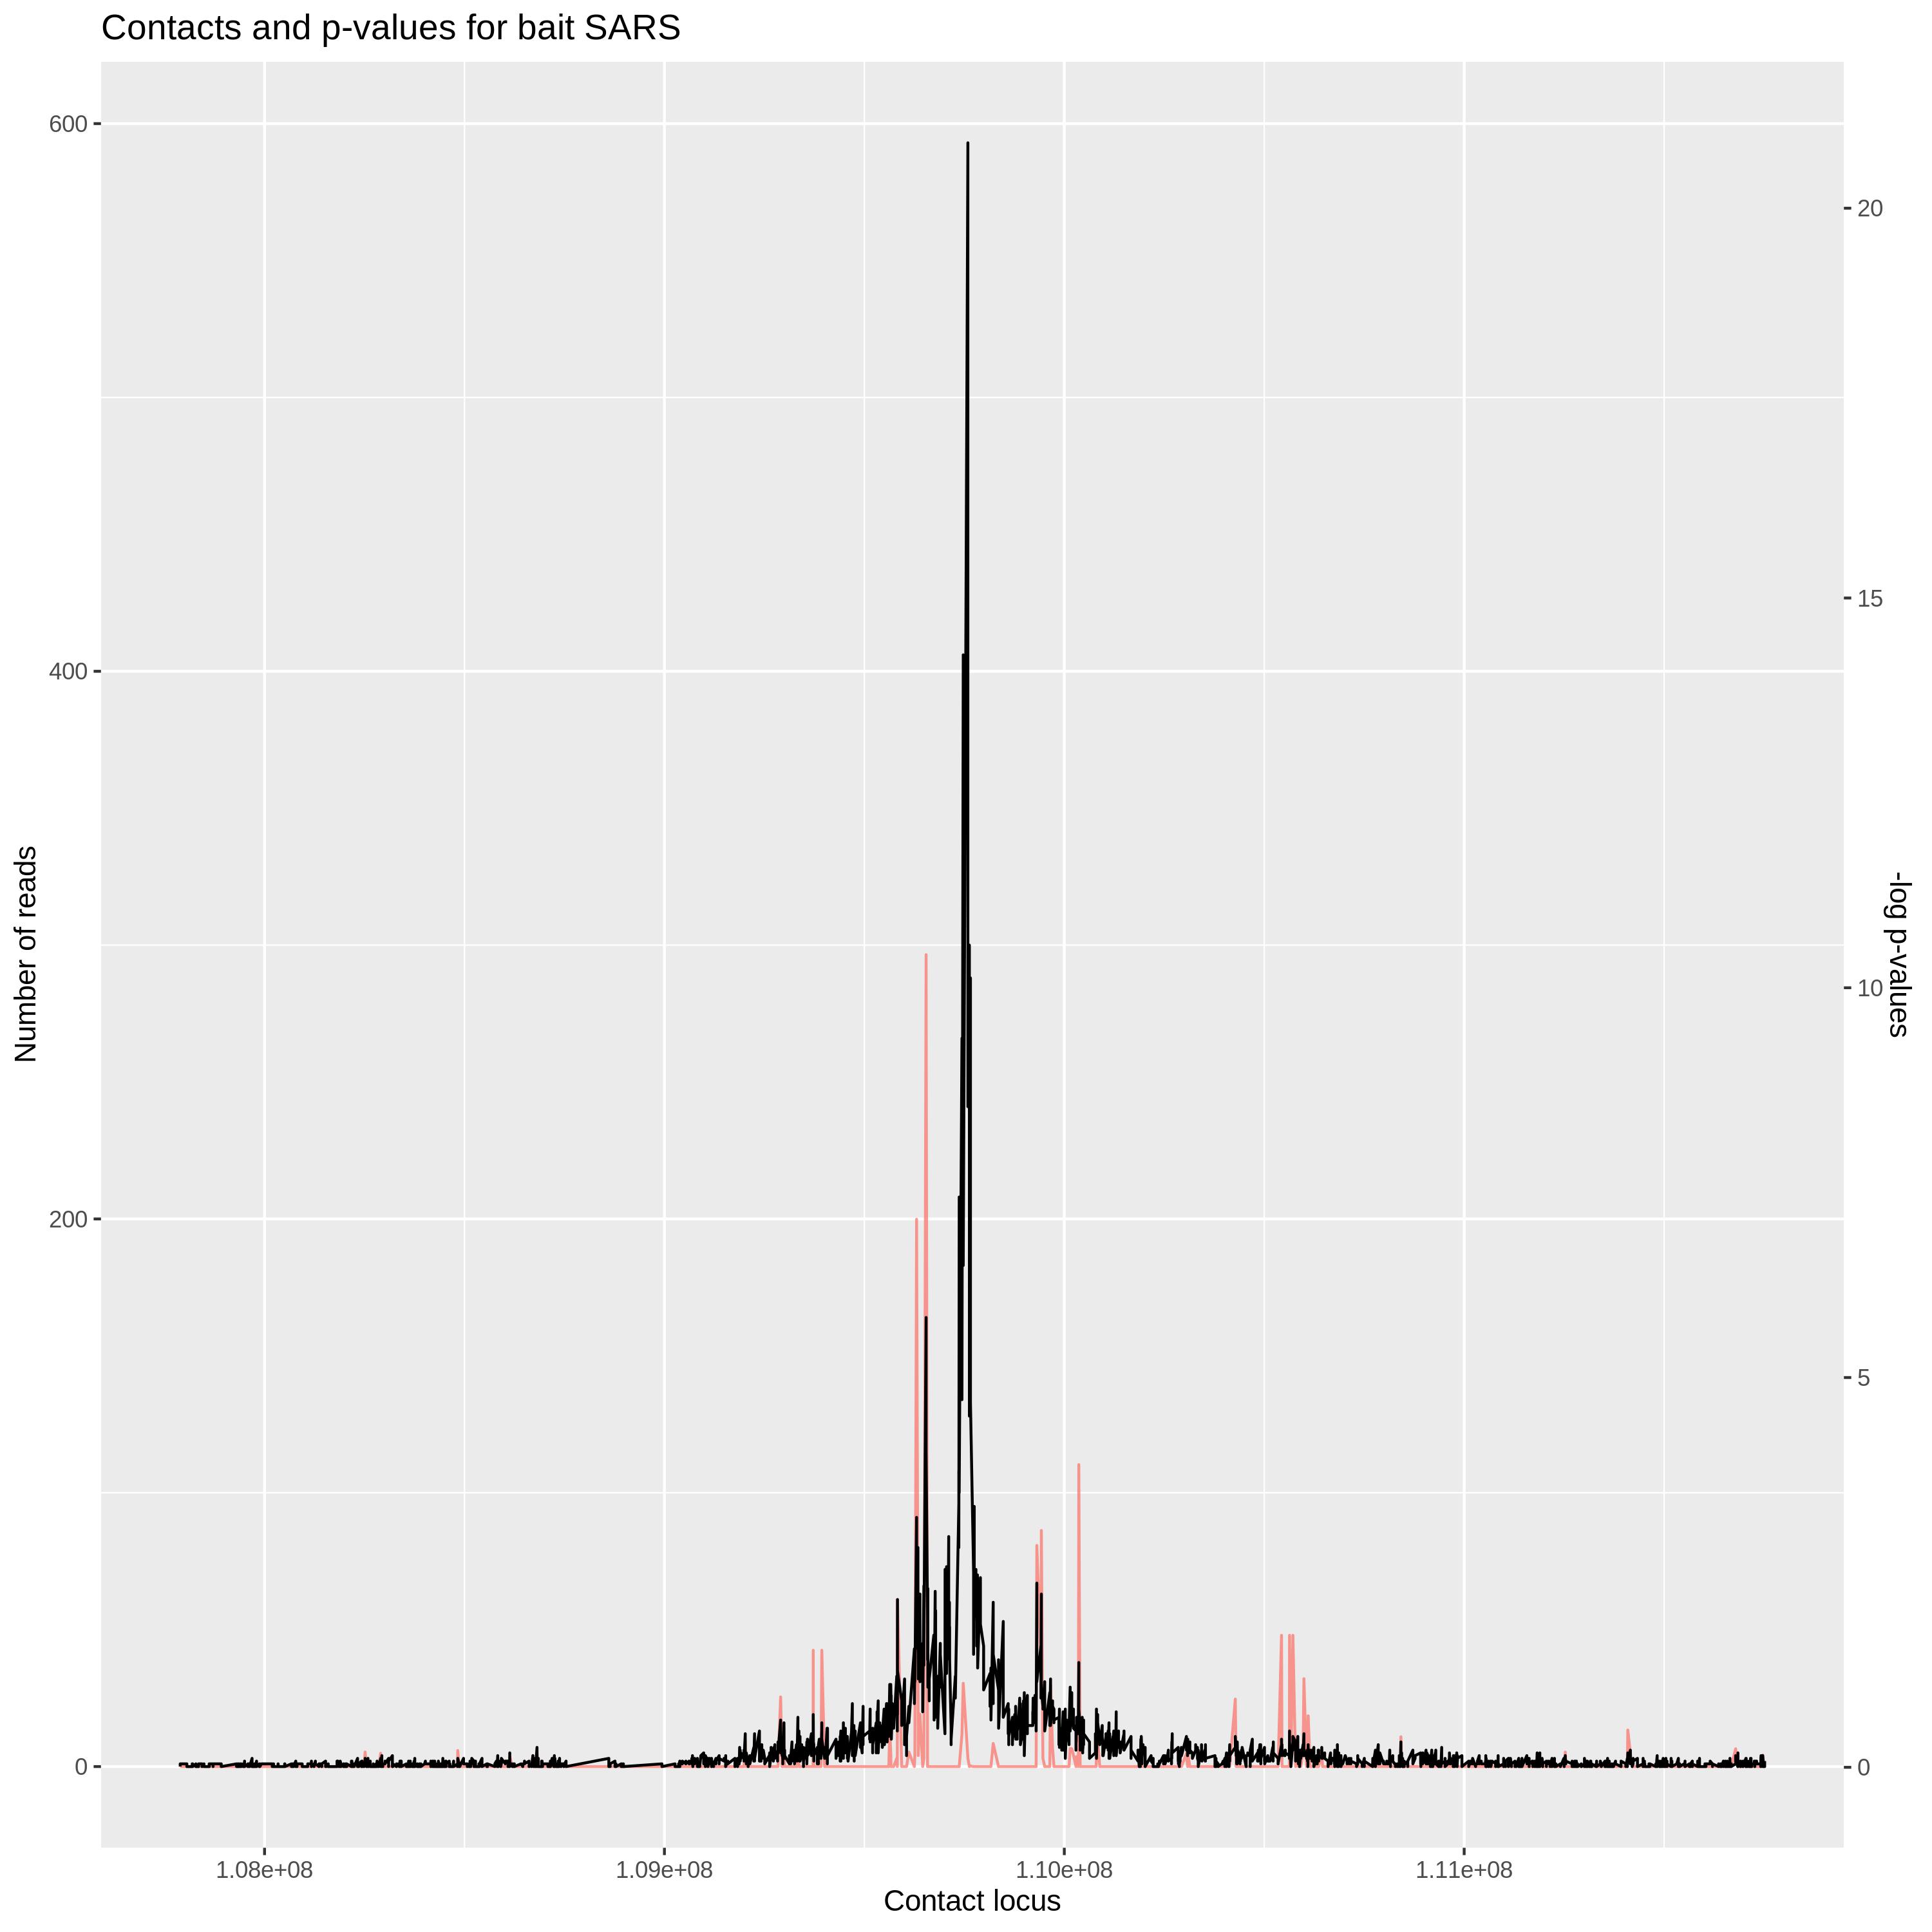 Contacts and p-values for bait SARS
600
400
200
0
Number of reads
20
15
10
5
0
-log p-values
1.08e+08
1.09e+08
1.10e+08
1.11e+08
Contact locus